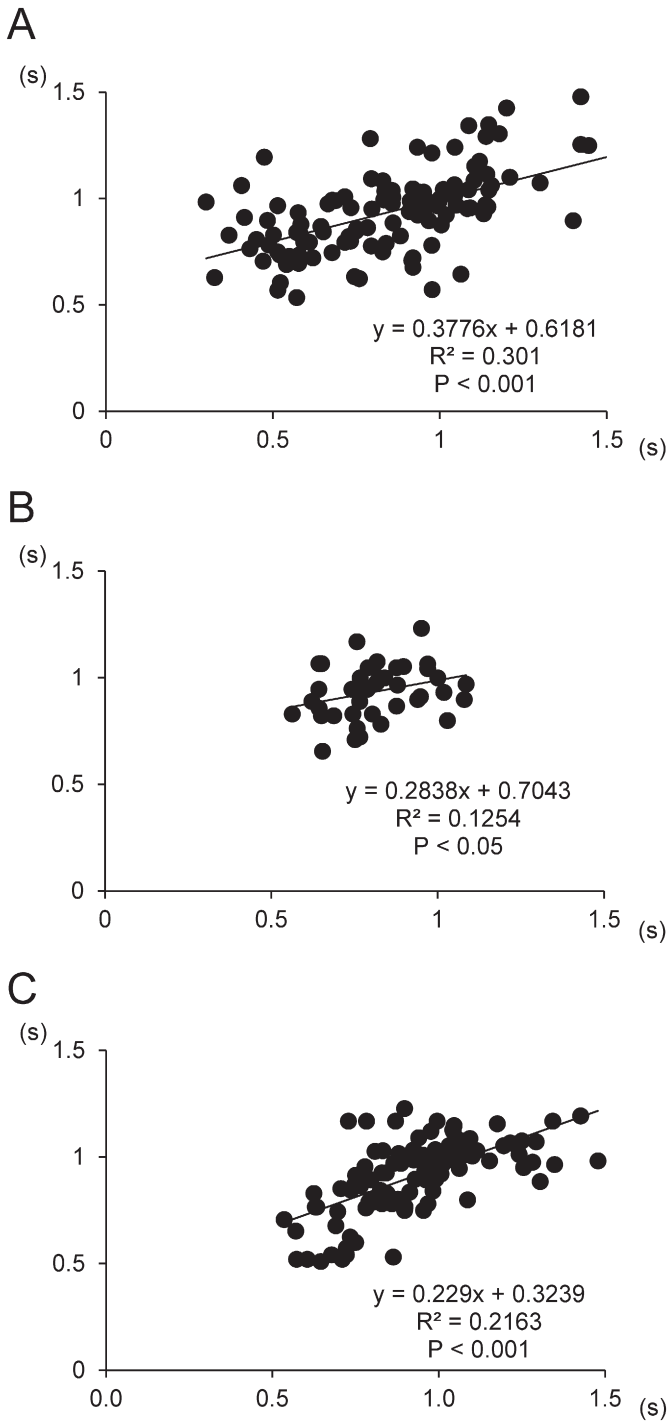 A
(s)
1.5
1
0.5
0
y = 0.3776x + 0.6181
R² = 0.301
P < 0.001
0 0.5 1 1.5 (s)
B
(s)
1.5
1
0.5
0
y = 0.2838x + 0.7043
R² = 0.1254
P < 0.05
0 0.5 1 1.5 (s)
C
(s)
1.5
1
0.5
0
y = 0.229x + 0.3239
R² = 0.2163
P < 0.001
0.0 0.5 1.0 1.5 (s)